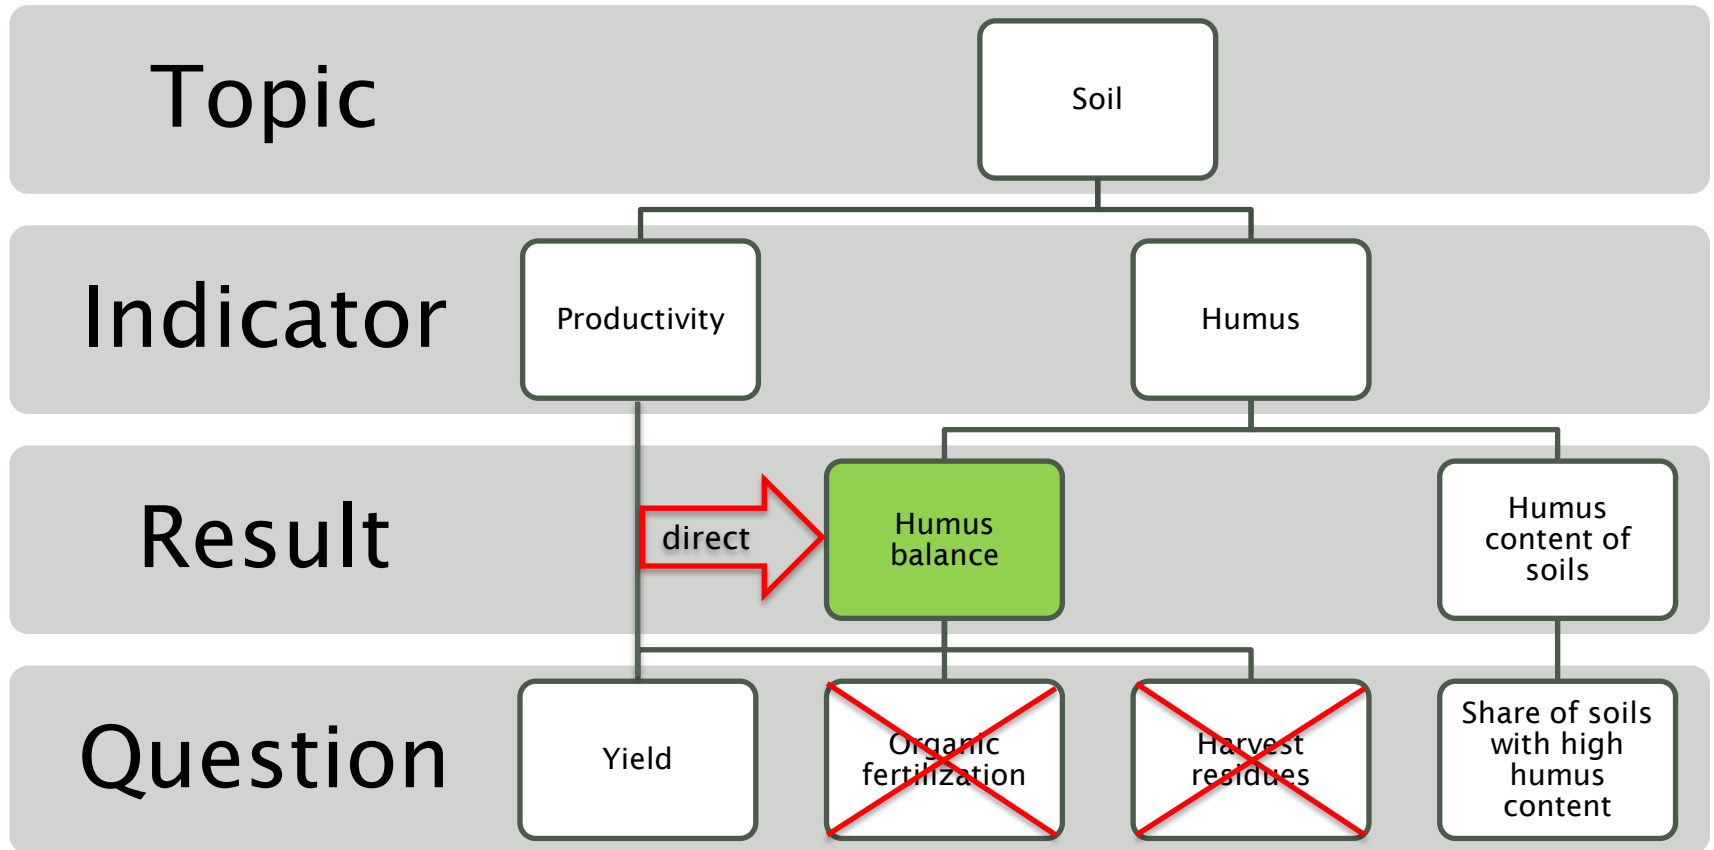 Topic
Soil
Indicator
Productivity
Humus
Result
direct
Humus
balance
Humus
content of
soils
Question
Yield
Organic
fertilization
Harvest
residues
Share of soils
with high
humus
content